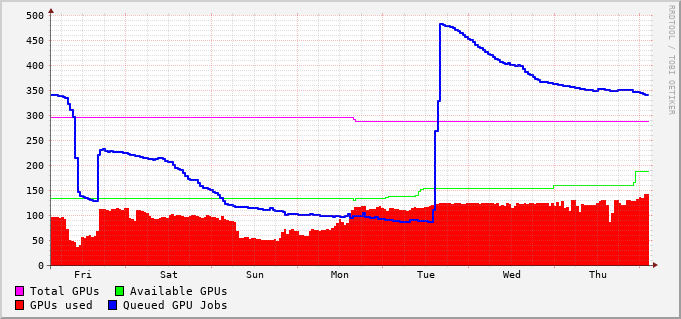 500
450
400
350
300
250
200
150
100
50
0
Fri Sat Sun Mon Tue Wed Thu
Total GPUs Available GPUs
GPUs used Queued GPU Jobs
RRDTOOL / TOBI OETIKER